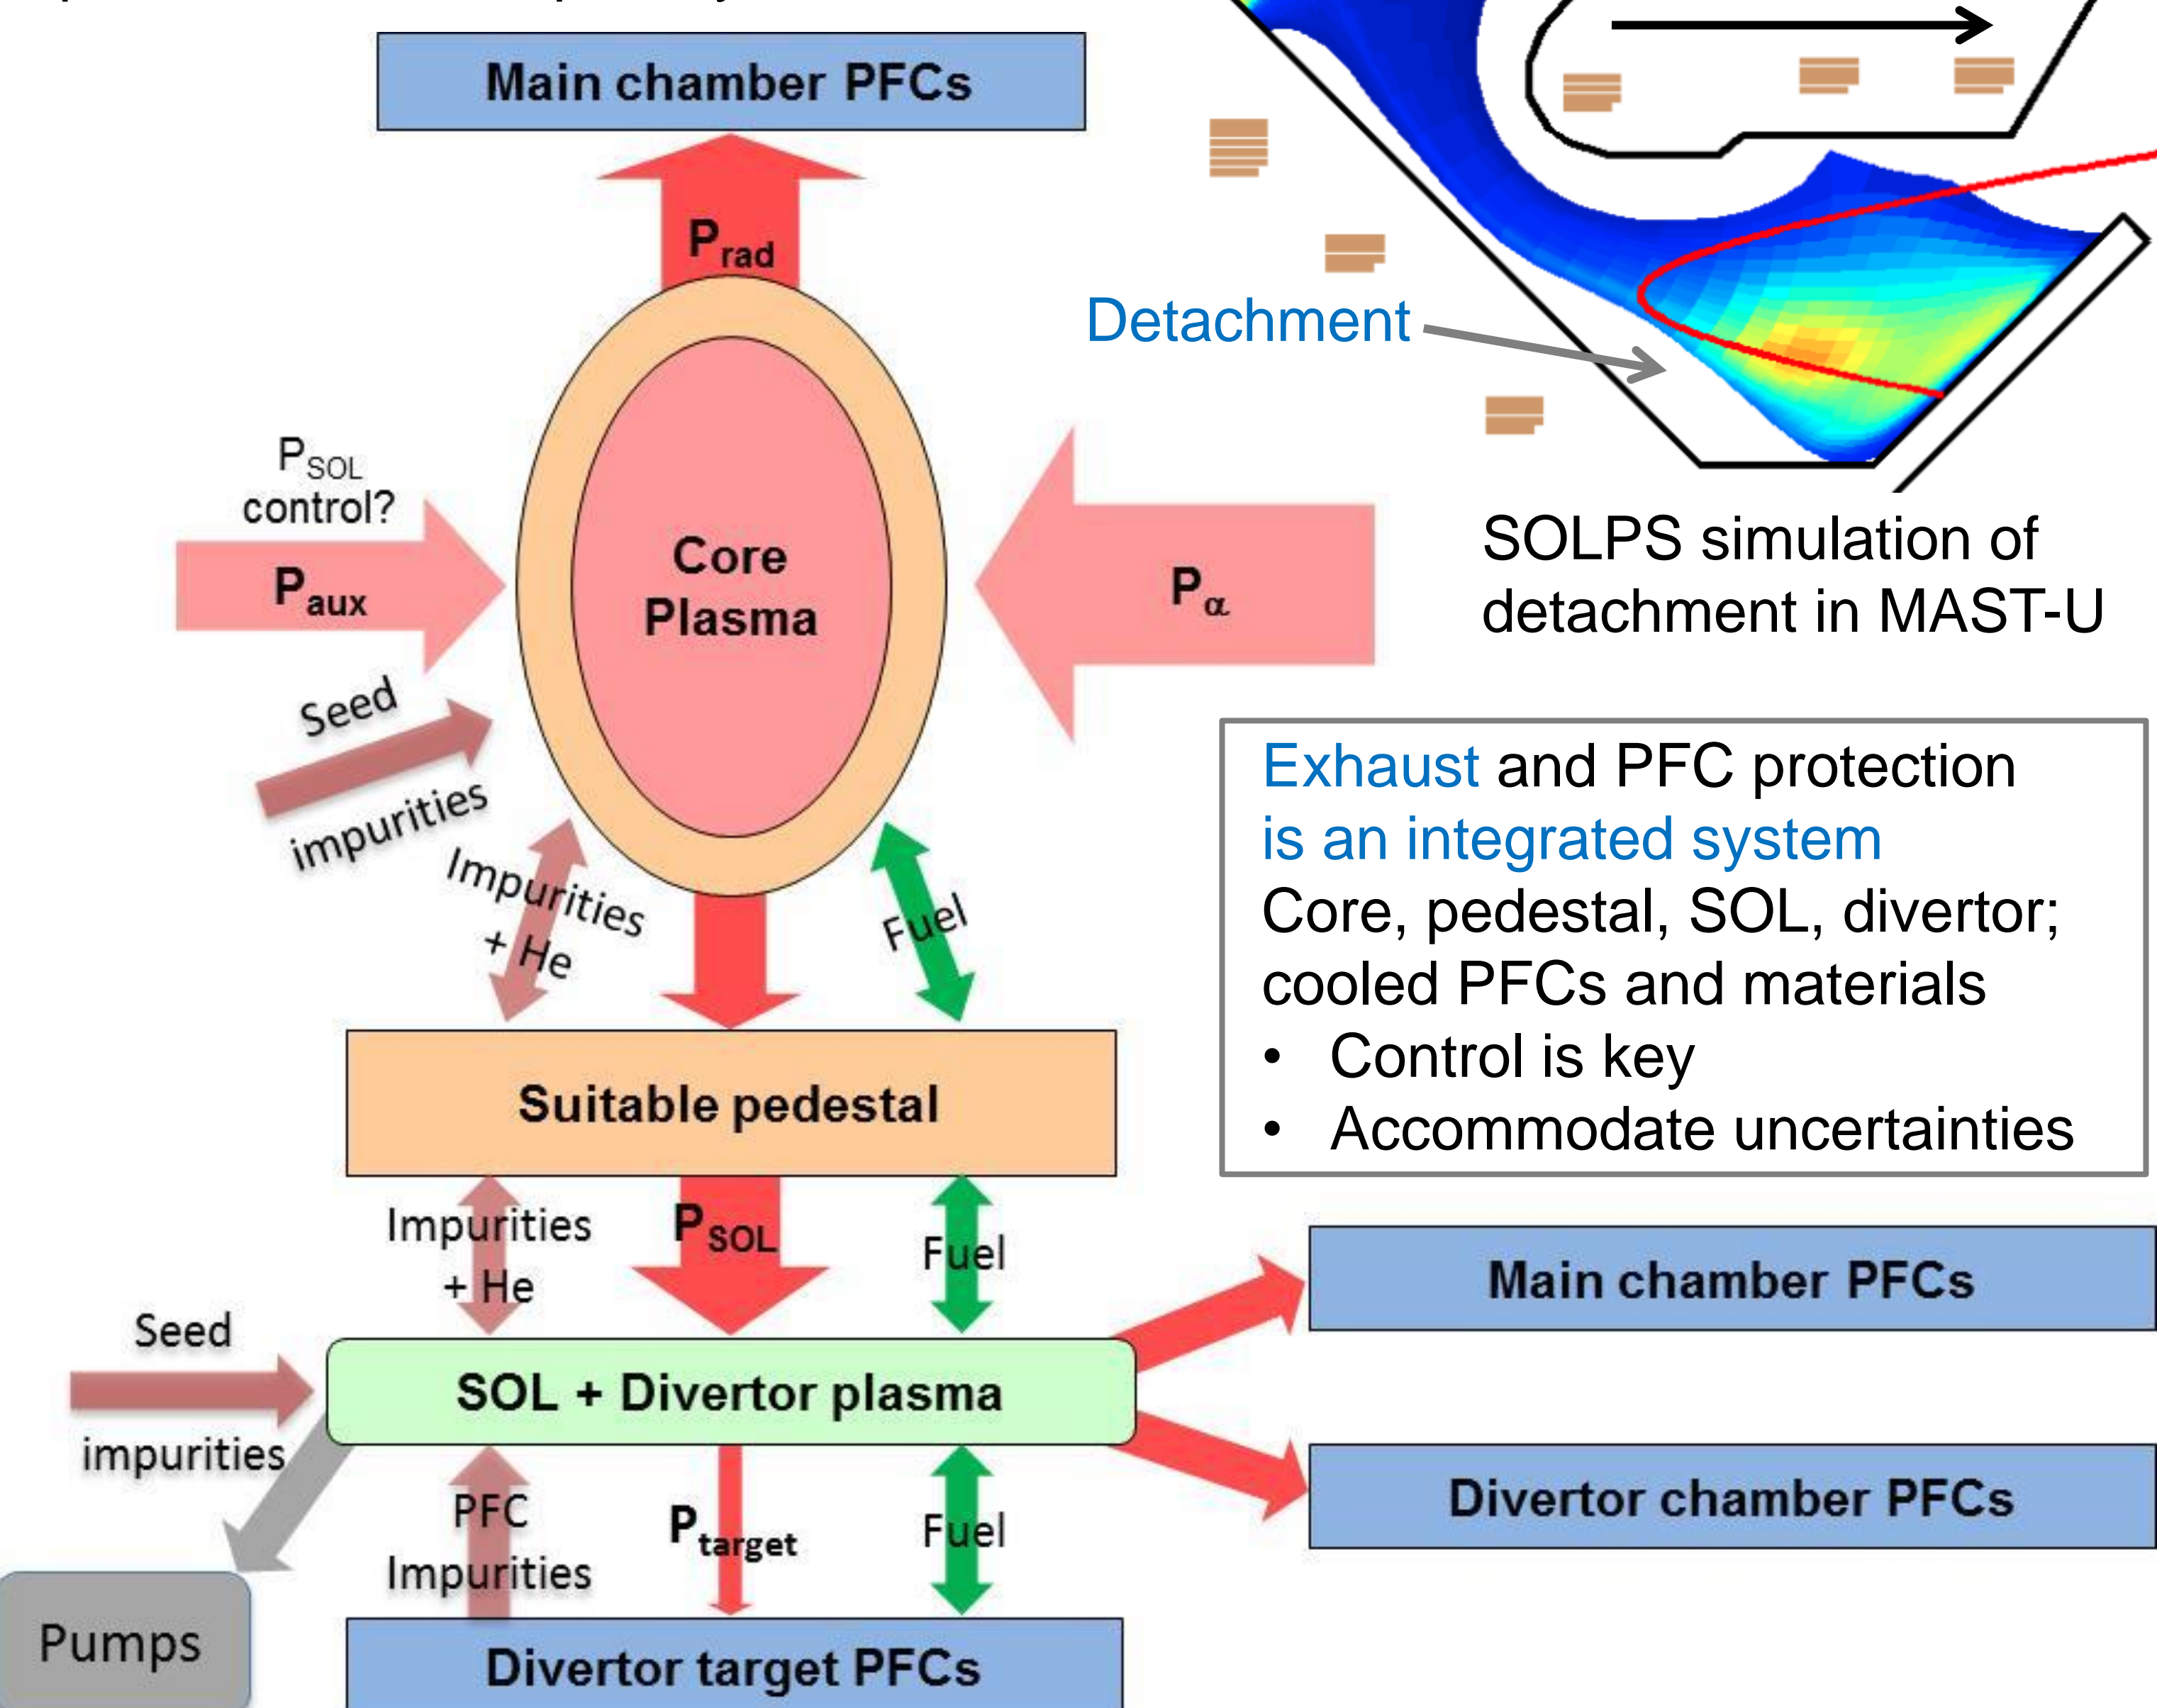 Main chamber PFCs
Prad
Detachment
PSOL
control?
Paux
Core
Plasma
Pα
SOLPS simulation of
detachment in MAST-U
Seed
impurities
Impurities
+ He
Fuel
Exhaust and PFC protection
is an integrated system
Core, pedestal, SOL, divertor;
cooled PFCs and materials
• Control is key
• Accommodate uncertainties
Suitable pedestal
Impurities
+ He
PSOL
Fuel
Main chamber PFCs
Seed
impurities
SOL + Divertor plasma
PFC
Impurities
Ptarget
Fuel
Divertor chamber PFCs
Pumps
Divertor target PFCs